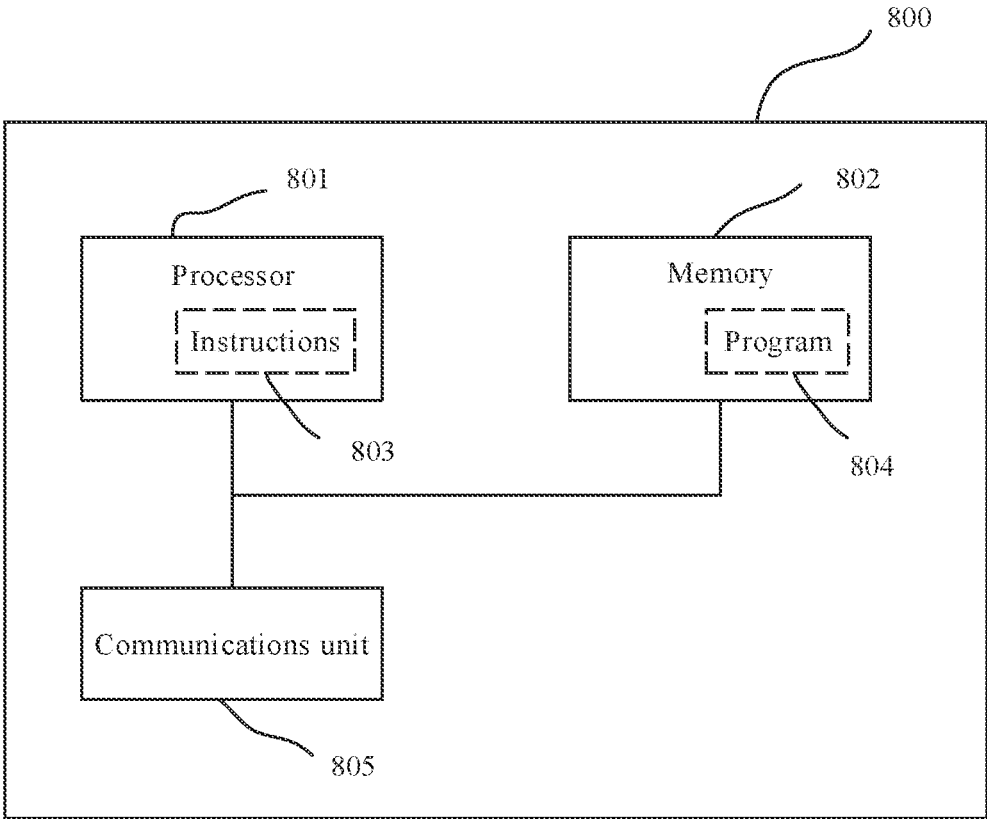 800
801
802
Processor
Memory
Instructions
Program
803
804
Communications unit
805